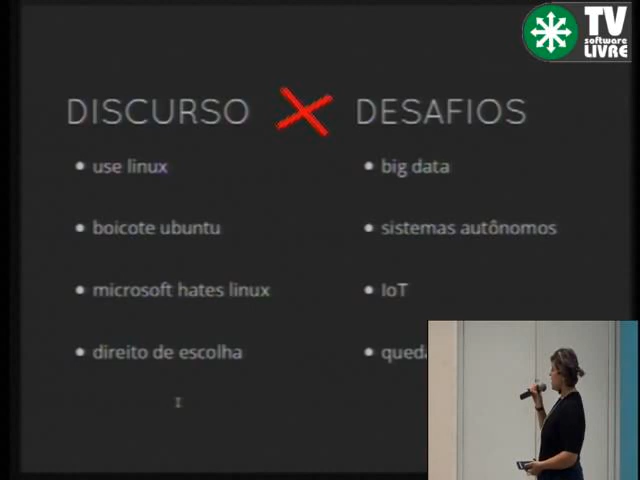 TV
software
LIVRE
DISCURSO
DESAFIOS
use linux
boicote ubuntu
microsoft hates linux
direito de escolha
big data
sistemas autônomos
IoT